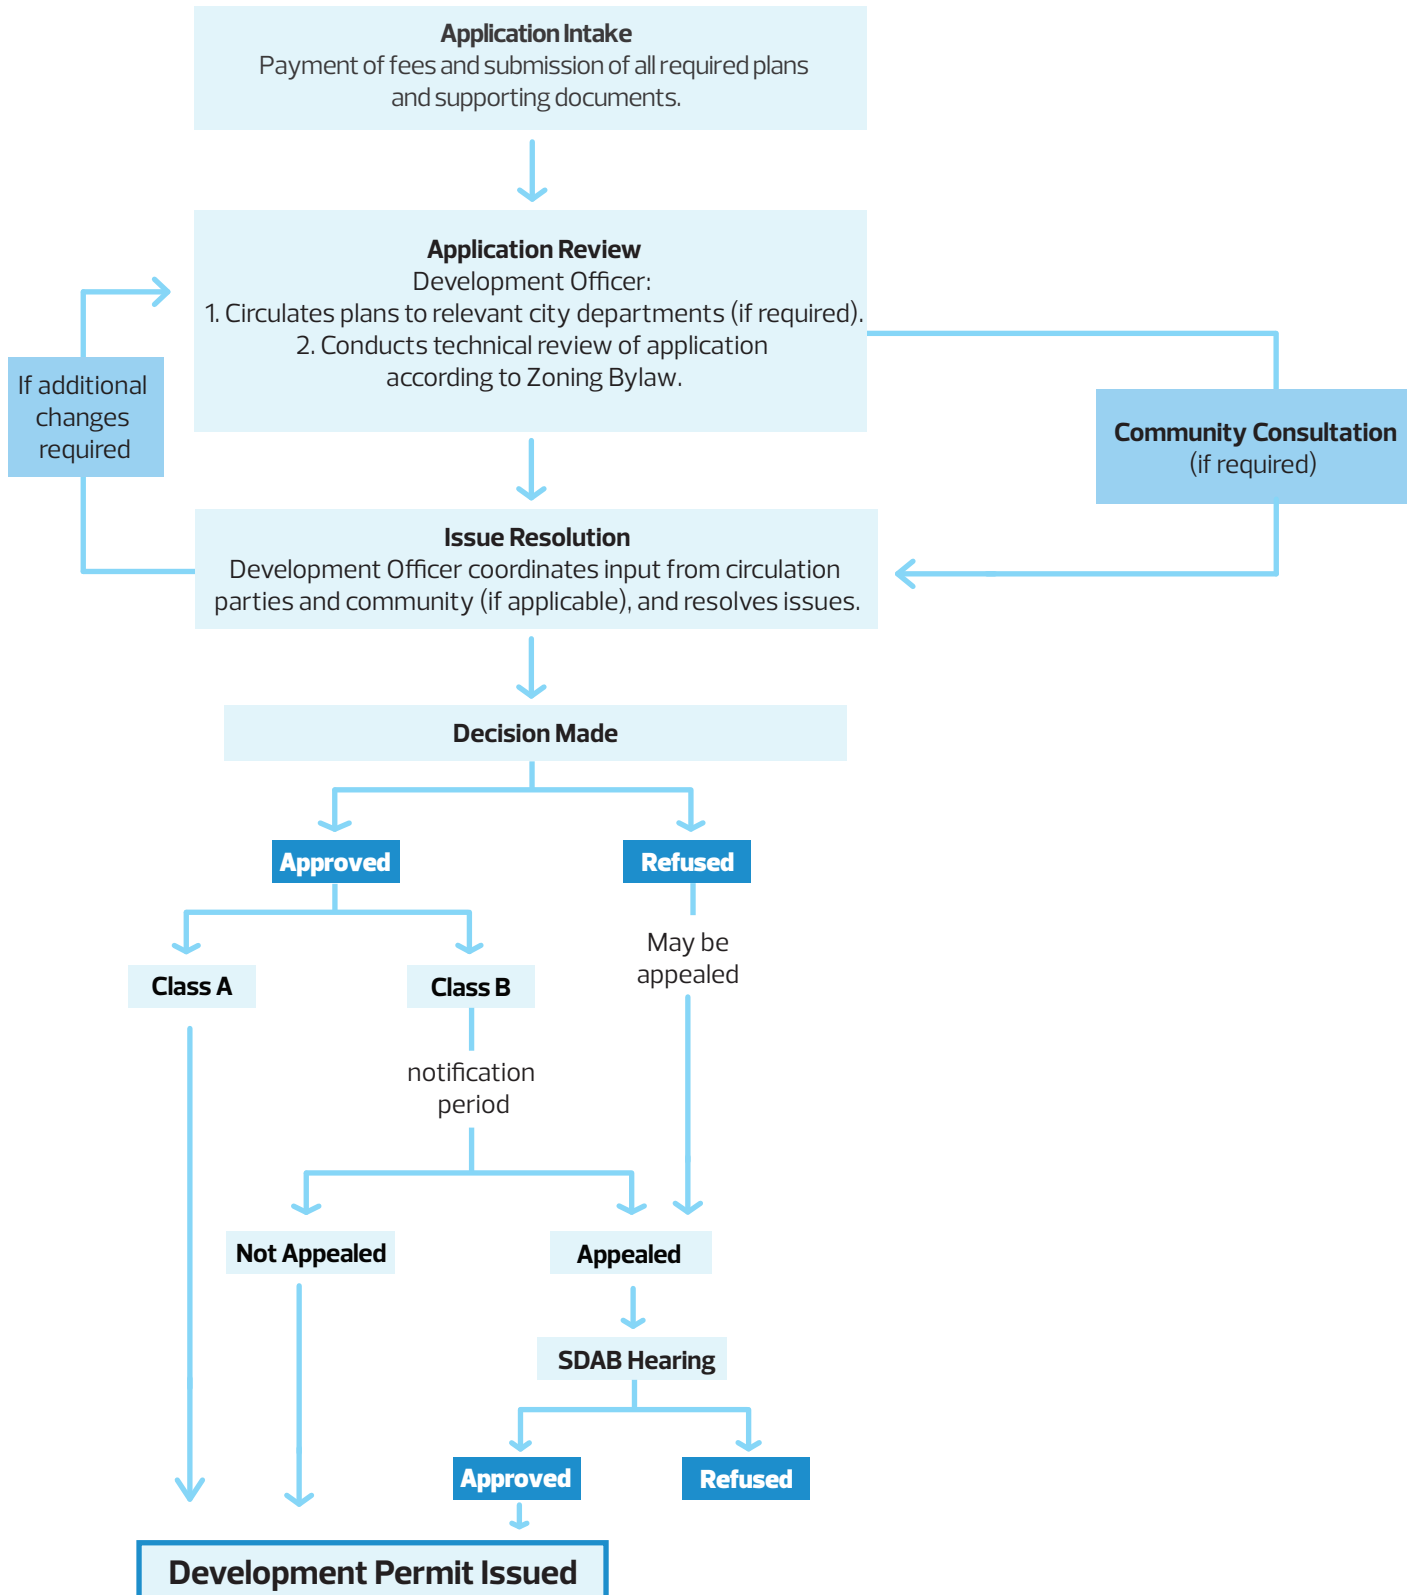 Application Intake
Payment of fees and submission of all required plans
and supporting documents.
Application Review
Development Officer:
1. Circulates plans to relevant city departments (if required).
2. Conducts technical review of application
according to Zoning Bylaw.
If additional
changes
required
Community Consultation
(if required)
Issue Resolution
Development Officer coordinates input from circulation
parties and community (if applicable), and resolves issues.
Decision Made
Approved
Refused
May be
appealed
Class A
Class B
notification
period
Not Appealed
Appealed
SDAB Hearing
Approved
Refused
Development Permit Issued